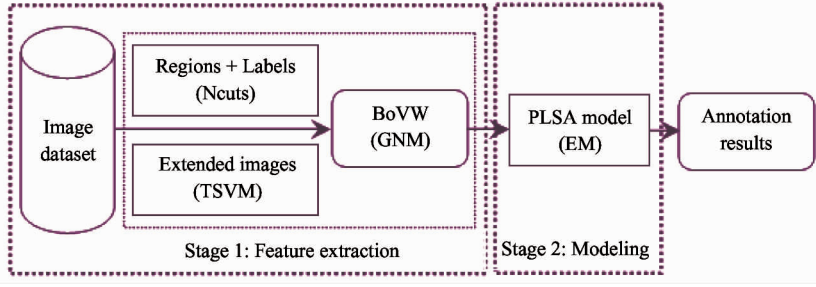 Image
dataset
Regions + Labels
(Ncuts)
Extended images
(TSVM)
BoVW
(GNM)
PLSA model
(EM)
Annotation
results
Stage 1: Feature extraction
Stage 2: Modeling